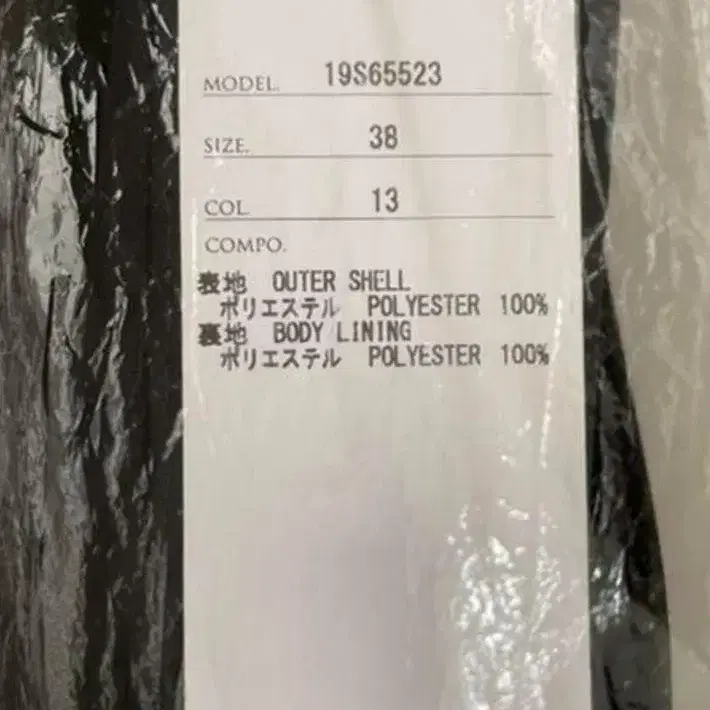 MODEL. 19S65523
SIZE. 38
COL. 13
COMPO.
表地 OUTER SHELL
ポリエステル POLYESTER 100%
裏地 BODY LINING
ポリエステル POLYESTER 100%